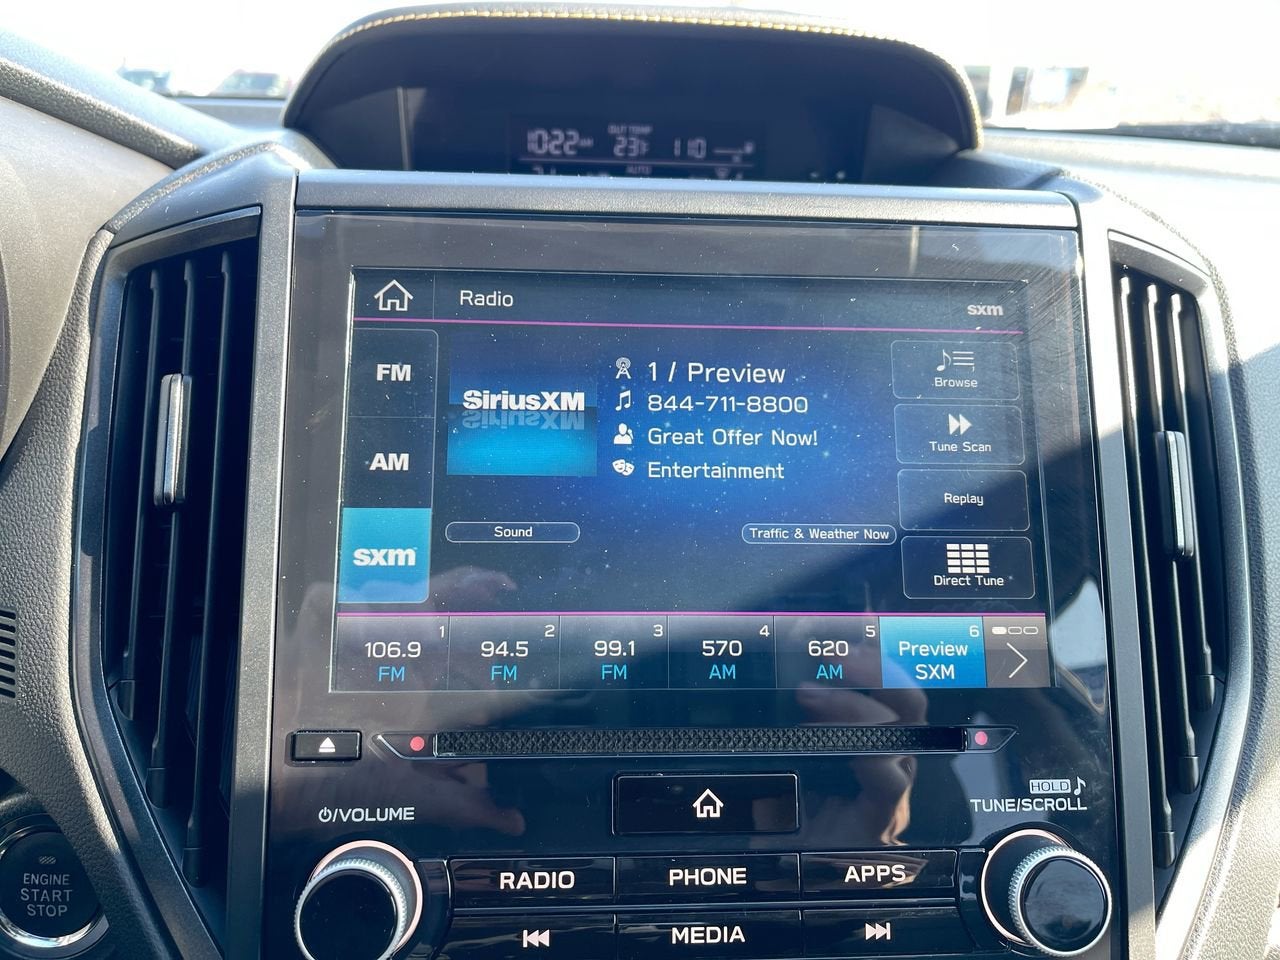 OUT TEMP
10:22 23°F 110
AUTO
Radio
sxm
FM
AM
sxm
SiriusXM
1 / Preview
844-711-8800
Great Offer Now!
Entertainment
Browse
Tune Scan
Replay
Direct Tune
Sound
Traffic & Weather Now
1 2 3 4 5 6
106.9 94.5 99.1 570 620 Preview
FM FM FM AM AM SXM
HOLD
/VOLUME
TUNE/SCROLL
RADIO PHONE APPS
MEDIA
ENGINE
START
STOP